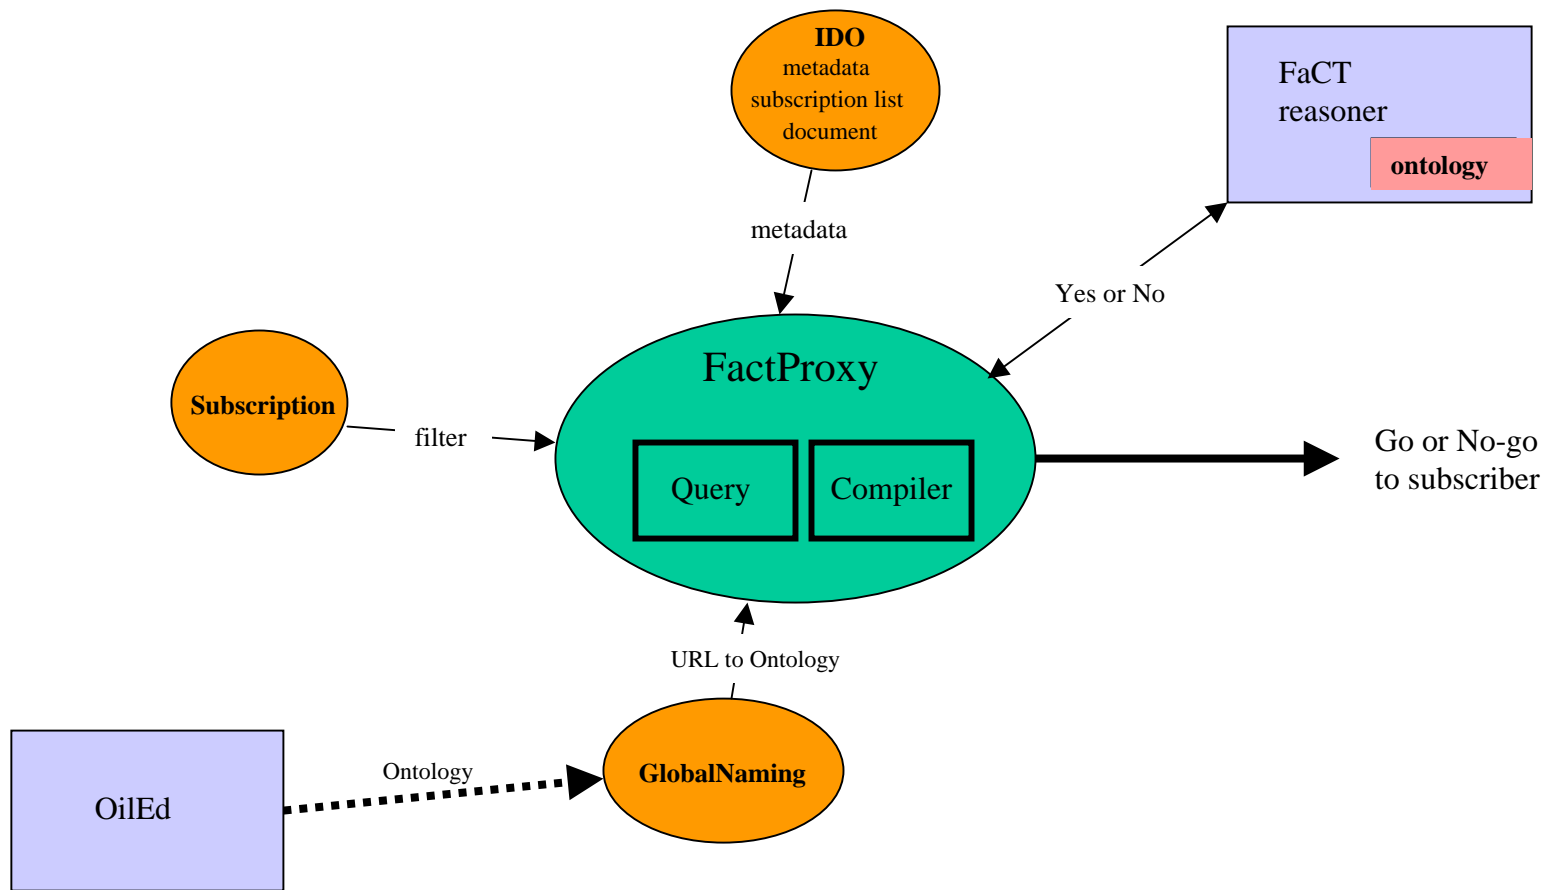 IDO
metadata
subscription list
document
FaCT
reasoner
ontology
metadata
Yes or No
FactProxy
Subscription
filter
Go or No-go
to subscriber
Query
Compiler
URL to Ontology
Ontology
GlobalNaming
OilEd